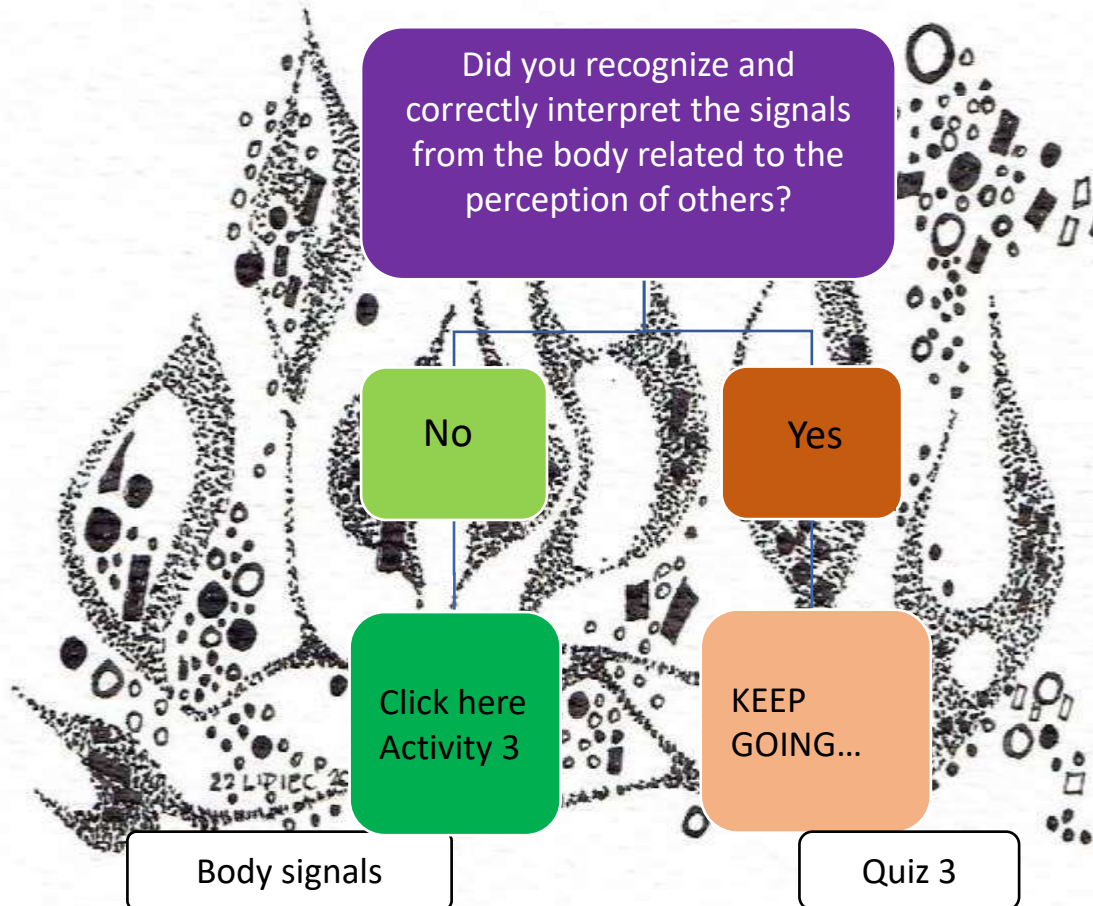 Did you recognize and
correctly interpret the signals
from the body related to the
perception of others?
No
Yes
Click here
Activity 3
KEEP
GOING…
22 LIPIEC
Body signals
Quiz 3